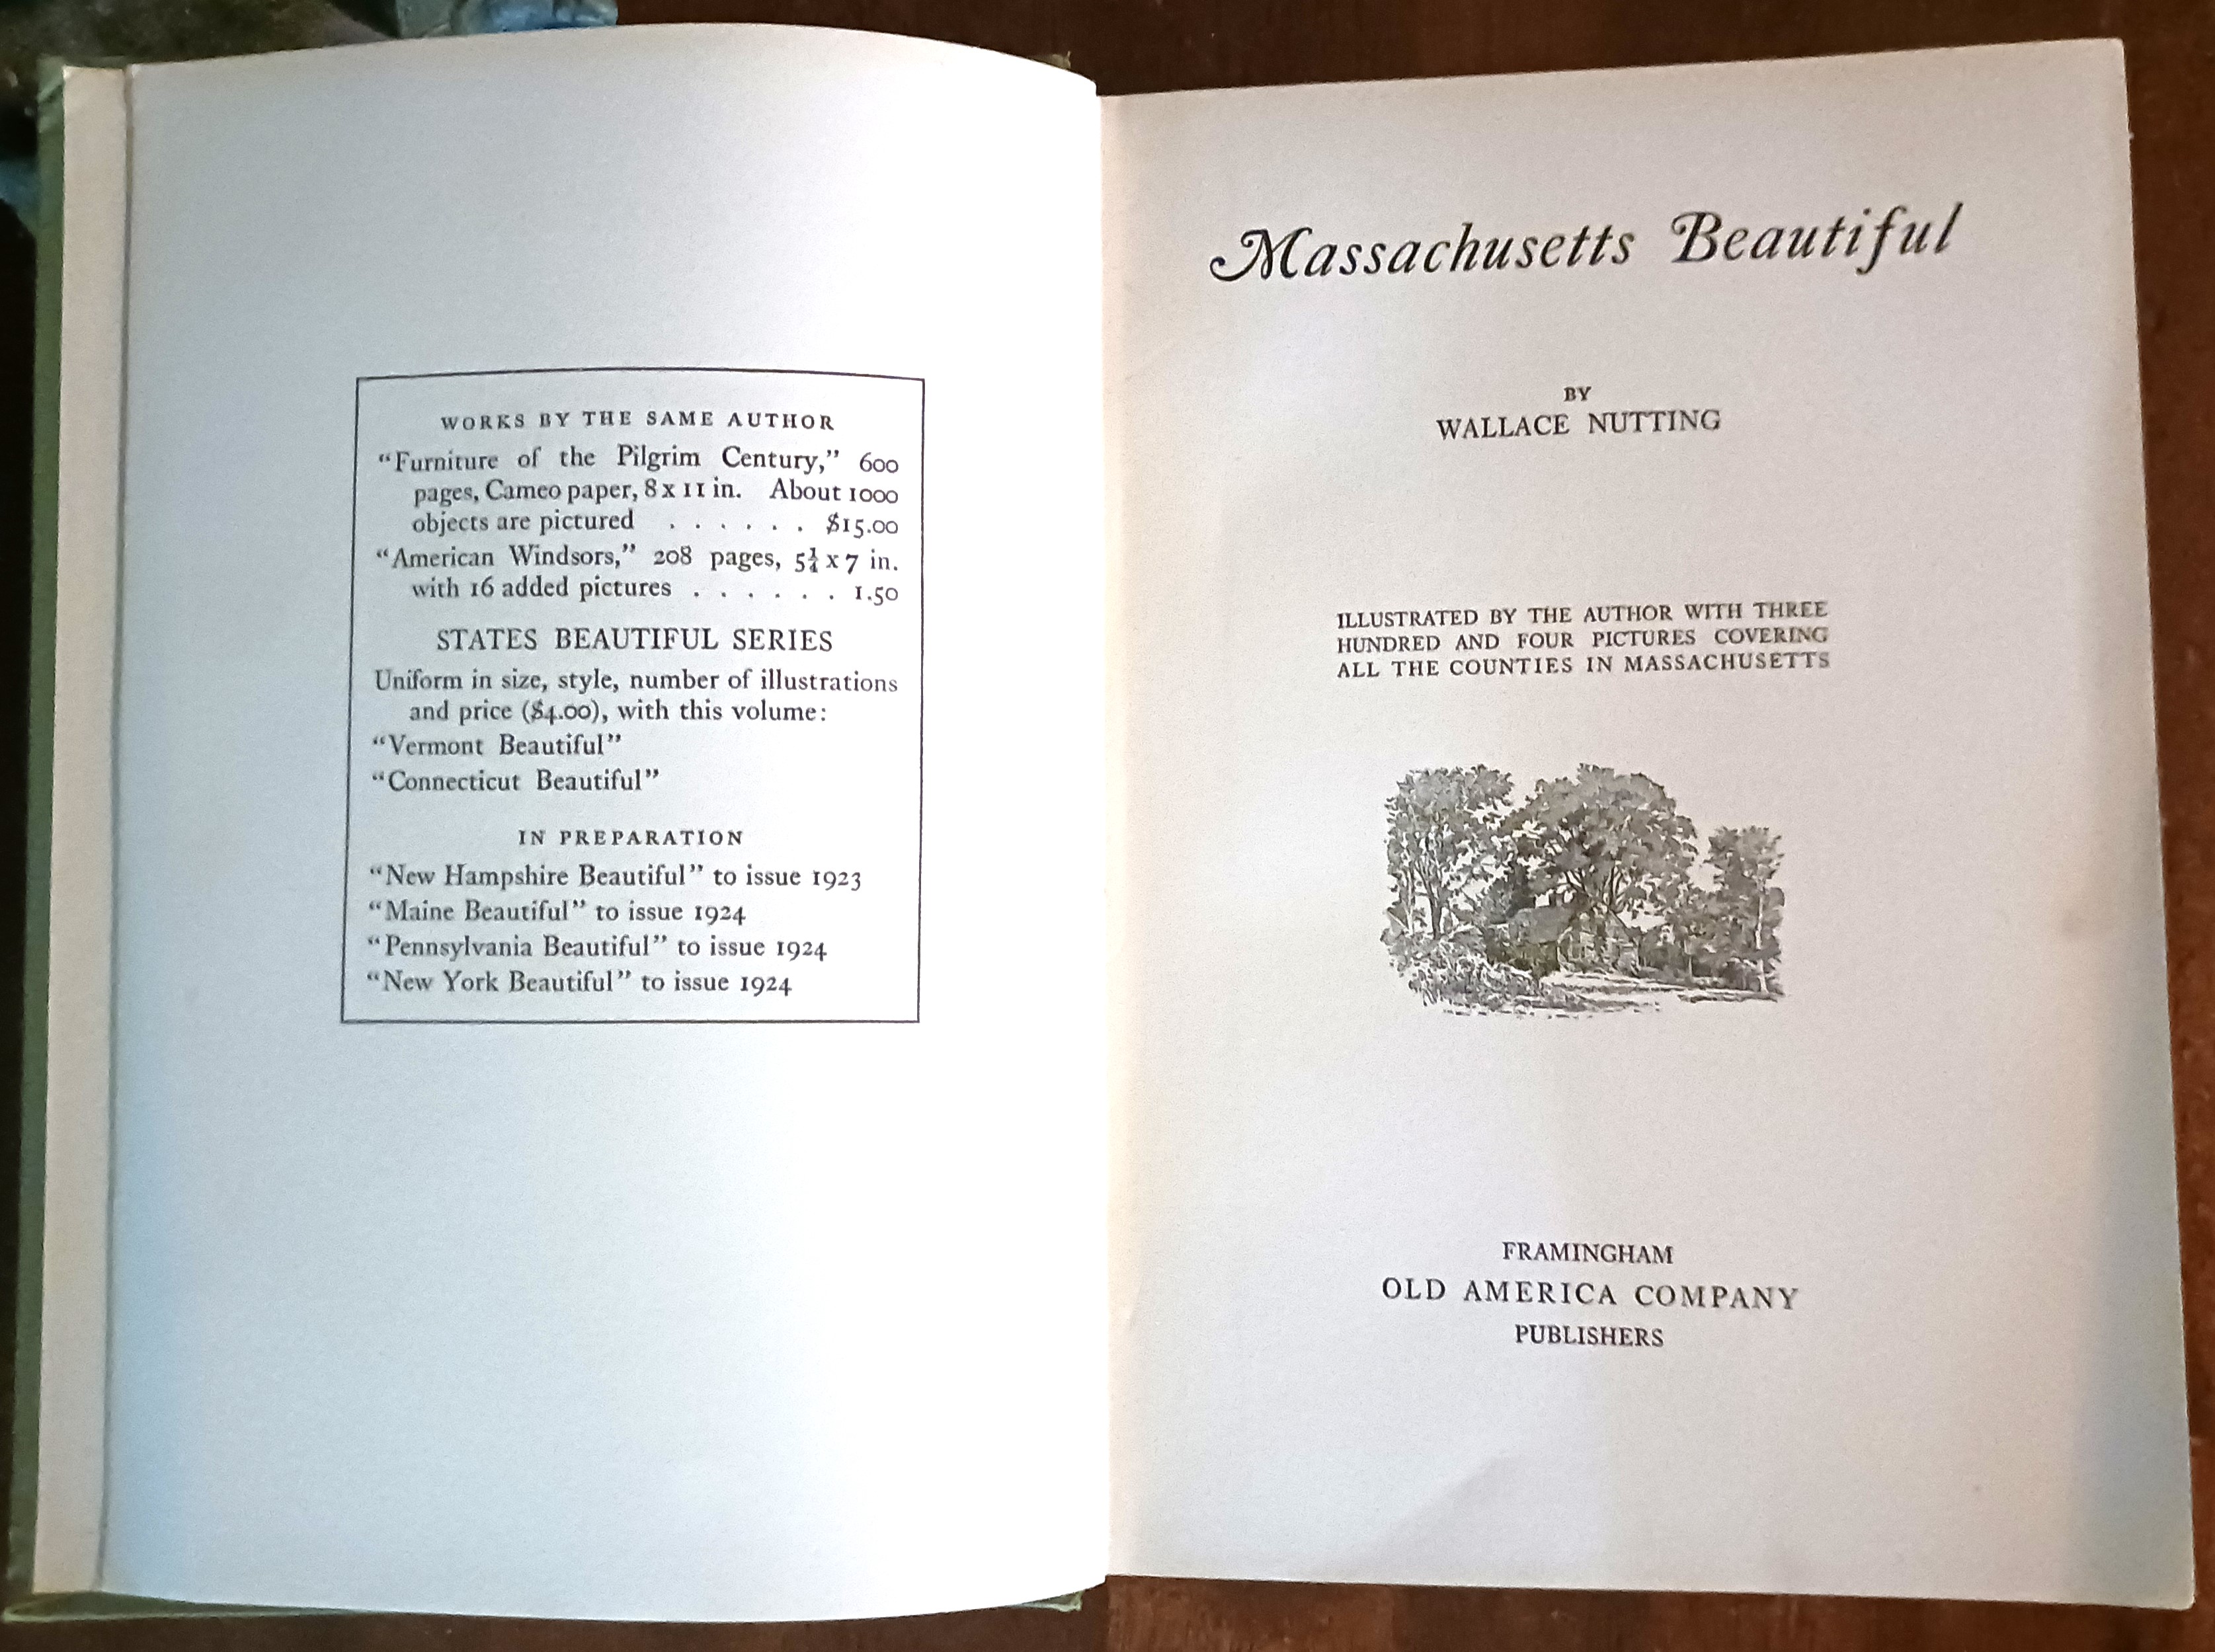 WORKS BY THE SAME AUTHOR
“Furniture of the Pilgrim Century,” 600
pages, Cameo paper, 8 x 11 in. About 1000
objects are pictured . . . . . . $15.00
“American Windsors,” 208 pages, 5¼ x 7 in.
with 16 added pictures . . . . . . 1.50
STATES BEAUTIFUL SERIES
Uniform in size, style, number of illustrations
and price ($4.00), with this volume:
“Vermont Beautiful”
“Connecticut Beautiful”
IN PREPARATION
“New Hampshire Beautiful” to issue 1923
“Maine Beautiful” to issue 1924
“Pennsylvania Beautiful” to issue 1924
“New York Beautiful” to issue 1924
Massachusetts Beautiful
BY
WALLACE NUTTING
ILLUSTRATED BY THE AUTHOR WITH THREE
HUNDRED AND FOUR PICTURES COVERING
ALL THE COUNTIES IN MASSACHUSETTS
FRAMINGHAM
OLD AMERICA COMPANY
PUBLISHERS